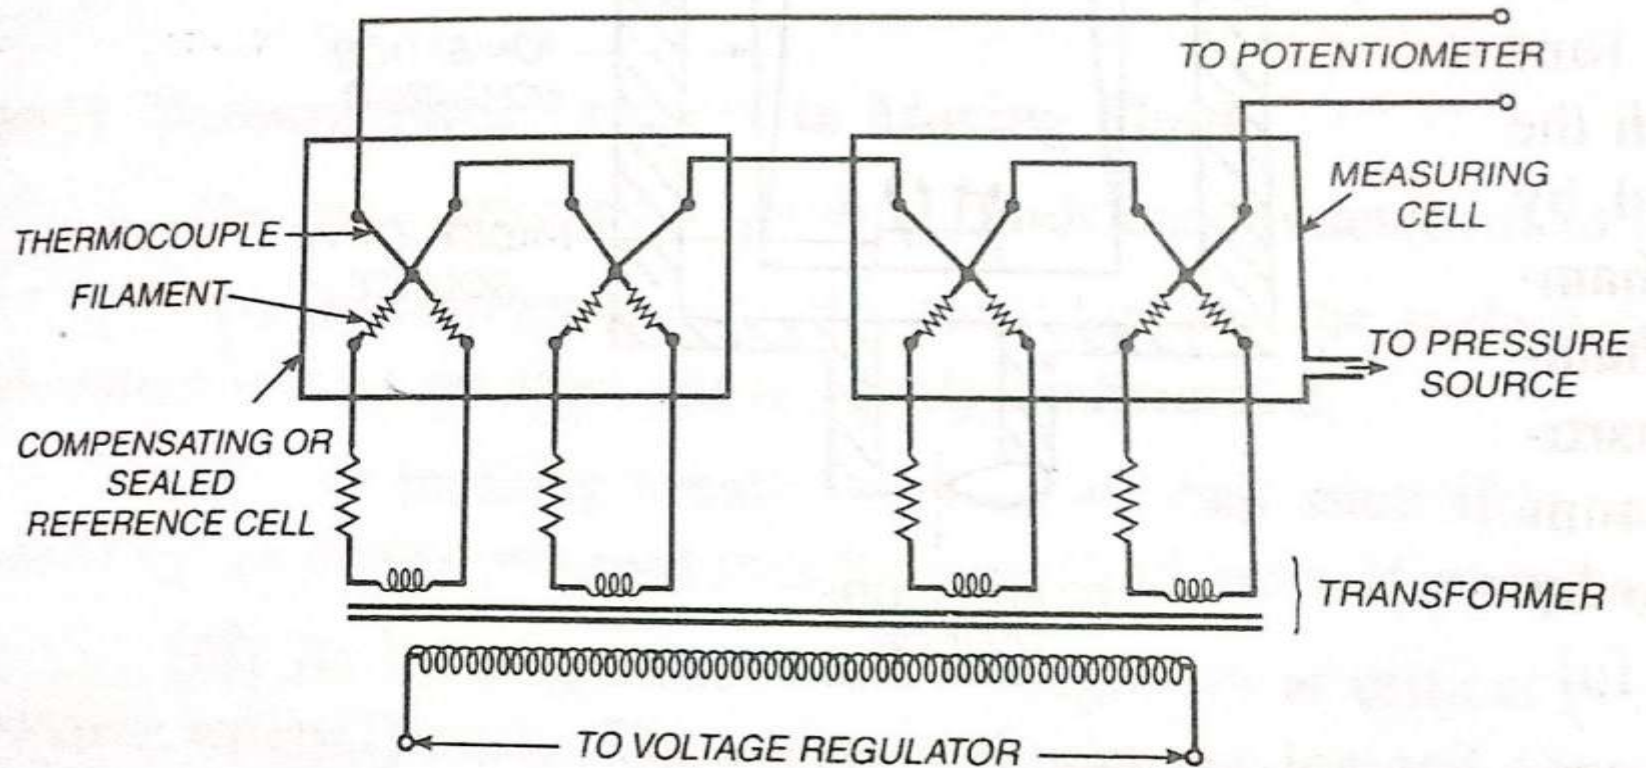 TO POTENTIOMETER
MEASURING
CELL
THERMOCOUPLE
FILAMENT
TO PRESSURE
SOURCE
COMPENSATING OR
SEALED
REFERENCE CELL
TRANSFORMER
TO VOLTAGE REGULATOR